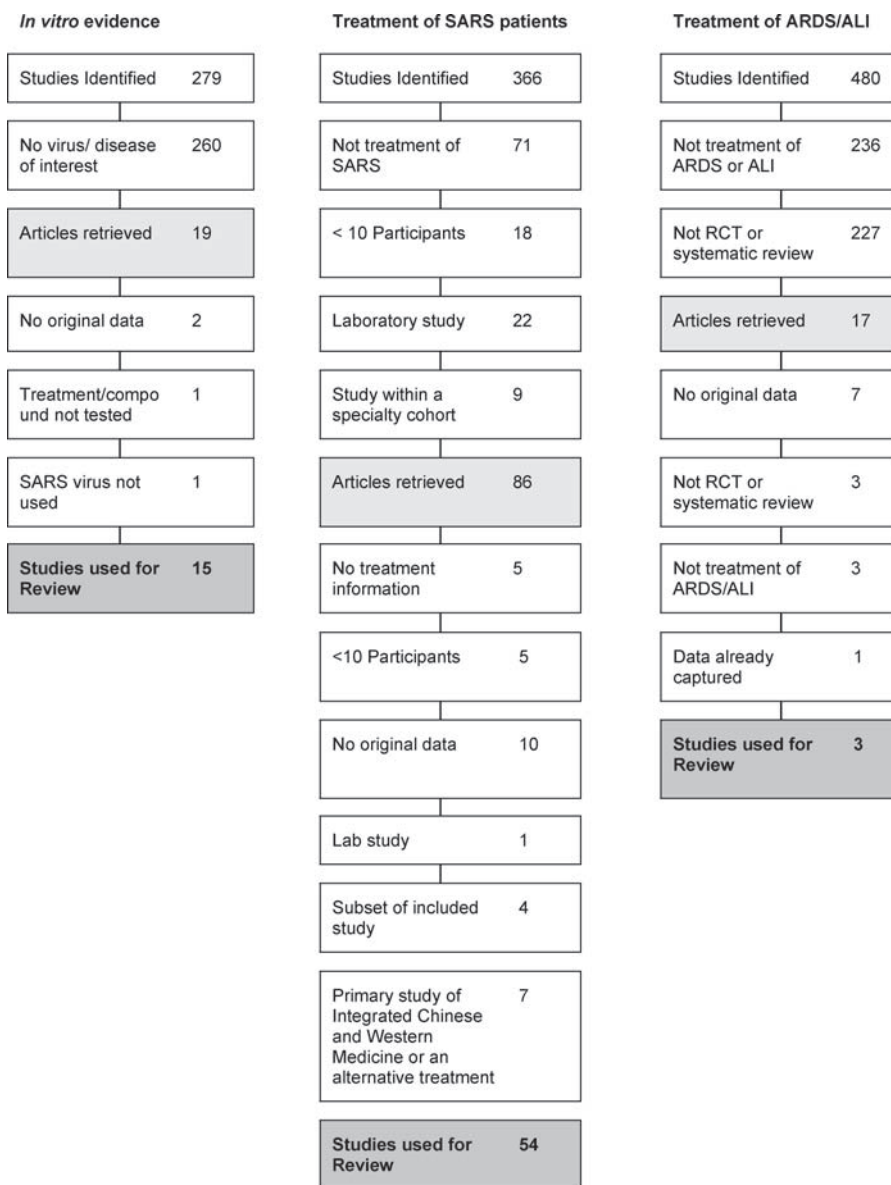 In vitro evidence
Studies Identified 279
No virus/ disease 260
of interest
Articles retrieved 19
No original data 2
Treatment/compo 1
und not tested
SARS virus not 1
used
Studies used for 15
Review
Treatment of SARS patients
Studies Identified 366
Not treatment of 71
SARS
< 10 Participants 18
Laboratory study 22
Study within a 9
specialty cohort
Articles retrieved 86
No treatment 5
information
<10 Participants 5
No original data 10
Lab study 1
Subset of included 4
study
Primary study of 7
Integrated Chinese
and Western
Medicine or an
alternative treatment
Studies used for 54
Review
Treatment of ARDS/ALI
Studies Identified 480
Not treatment of 236
ARDS or ALI
Not RCT or 227
systematic review
Articles retrieved 17
No original data 7
Not RCT or 3
systematic review
Not treatment of 3
ARDS/ALI
Data already 1
captured
Studies used for 3
Review